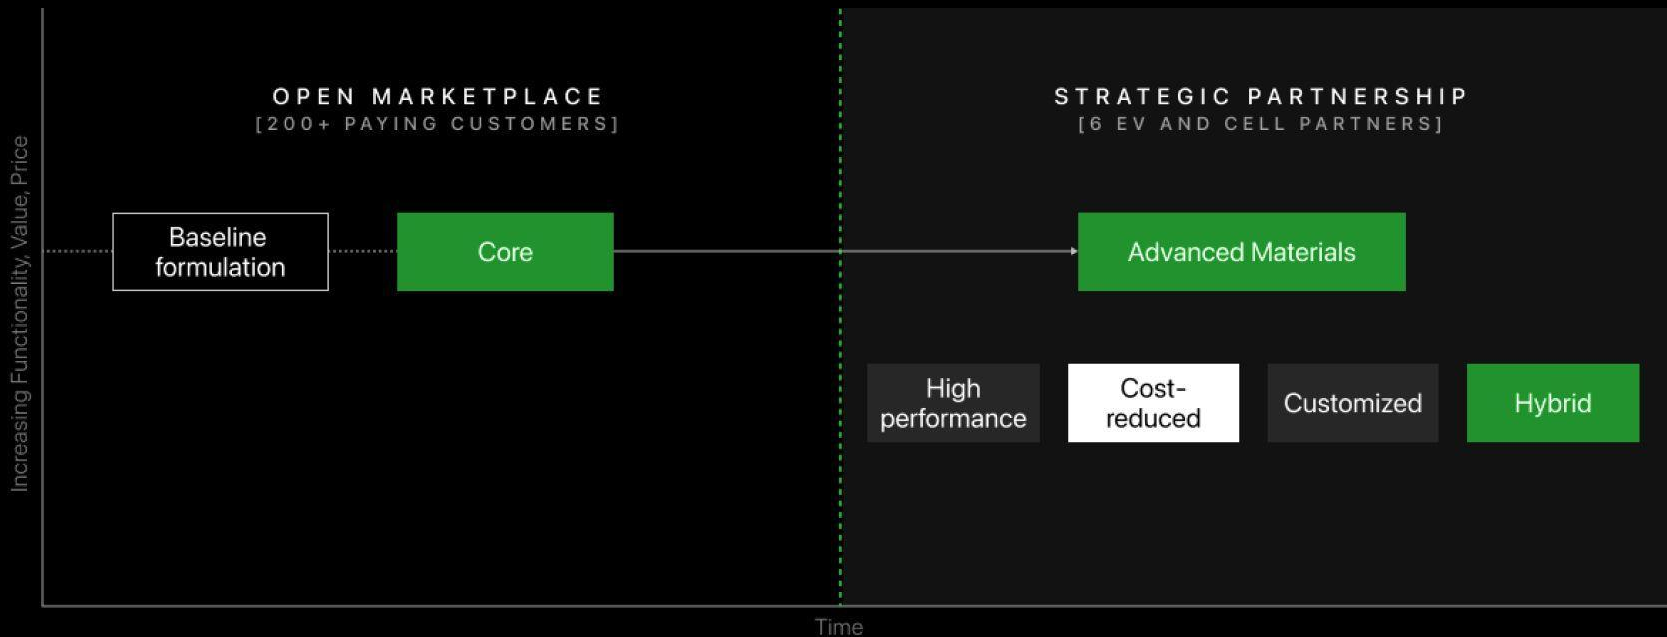 OPEN MARKETPLACE
[200+ PAYING CUSTOMERS]
STRATEGIC PARTNERSHIP
[6 EV AND CELL PARTNERS]
Increasing Functionality, Value, Price
Baseline
formulation
Core
Advanced Materials
High
performance
Cost-
reduced
Customized
Hybrid
Time